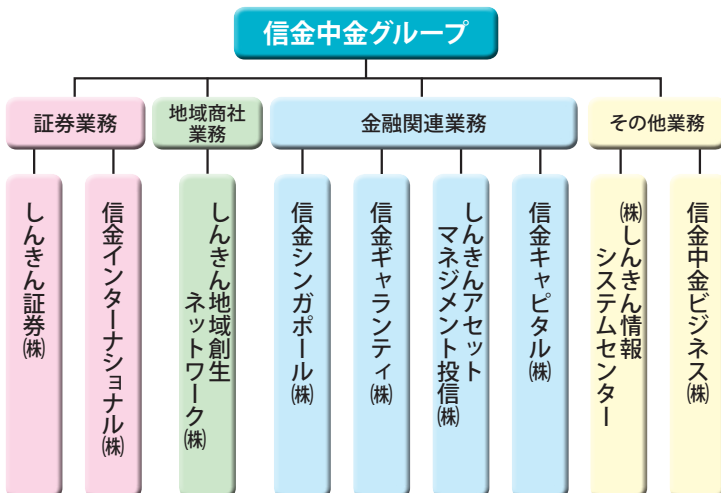 信金中金グループ
証券業務
地域商社
業務
金融関連業務
その他業務
しんきん証券㈱
信金インターナショナル㈱
しんきん地域創生
ネットワーク㈱
信金シンガポール㈱
信金ギャランティ㈱
しんきんアセット
マネジメント投信㈱
信金キャピタル㈱
㈱しんきん情報
システムセンター
信金中金ビジネス㈱